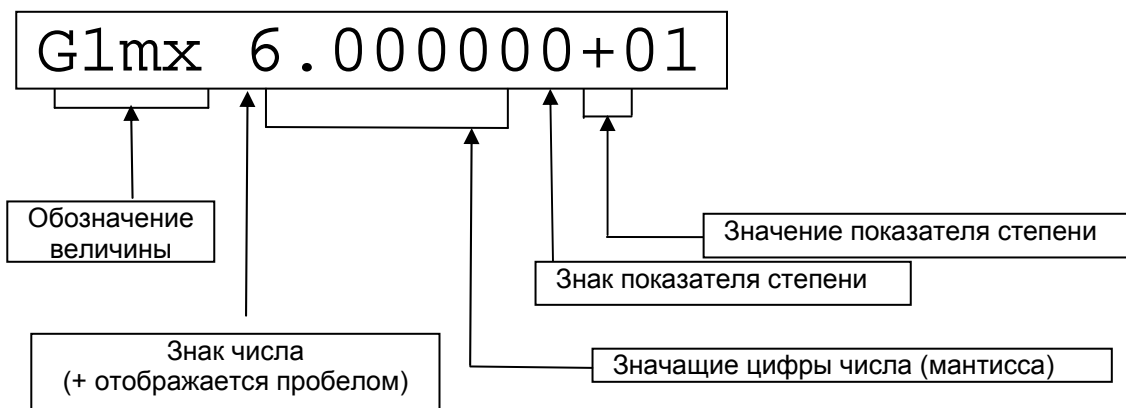 G1mx 6.000000+01
Обозначение
величины
Значение показателя степени
Знак показателя степени
Знак числа
(+ отображается пробелом)
Значащие цифры числа (мантисса)